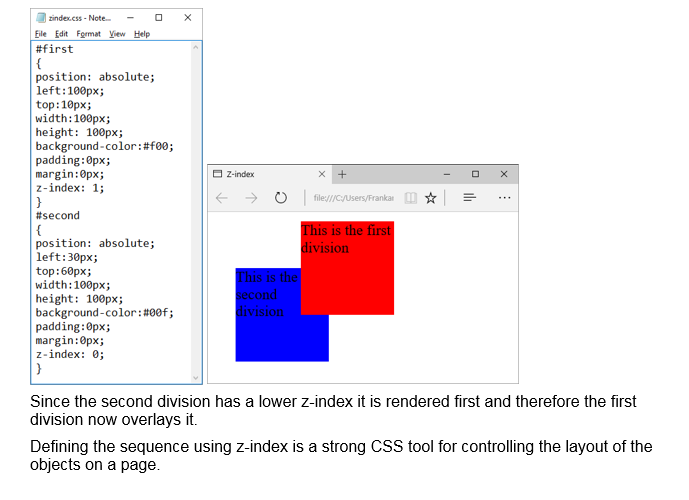 zindex.css - Note...
File Edit Format View Help
#first
{
position: absolute;
left:100px;
top:10px;
width:100px;
height: 100px;
background-color:#f00;
padding:0px;
margin:0px;
z-index: 1;
}
#second
{
position: absolute;
left:30px;
top:60px;
width:100px;
height: 100px;
background-color:#00f;
padding:0px;
margin:0px;
z-index: 0;
}
Z-index
file:///C:/Users/Frankar
This is the first
division
This is the
second
division
Since the second division has a lower z-index it is rendered first and therefore the first
division now overlays it.
Defining the sequence using z-index is a strong CSS tool for controlling the layout of the
objects on a page.